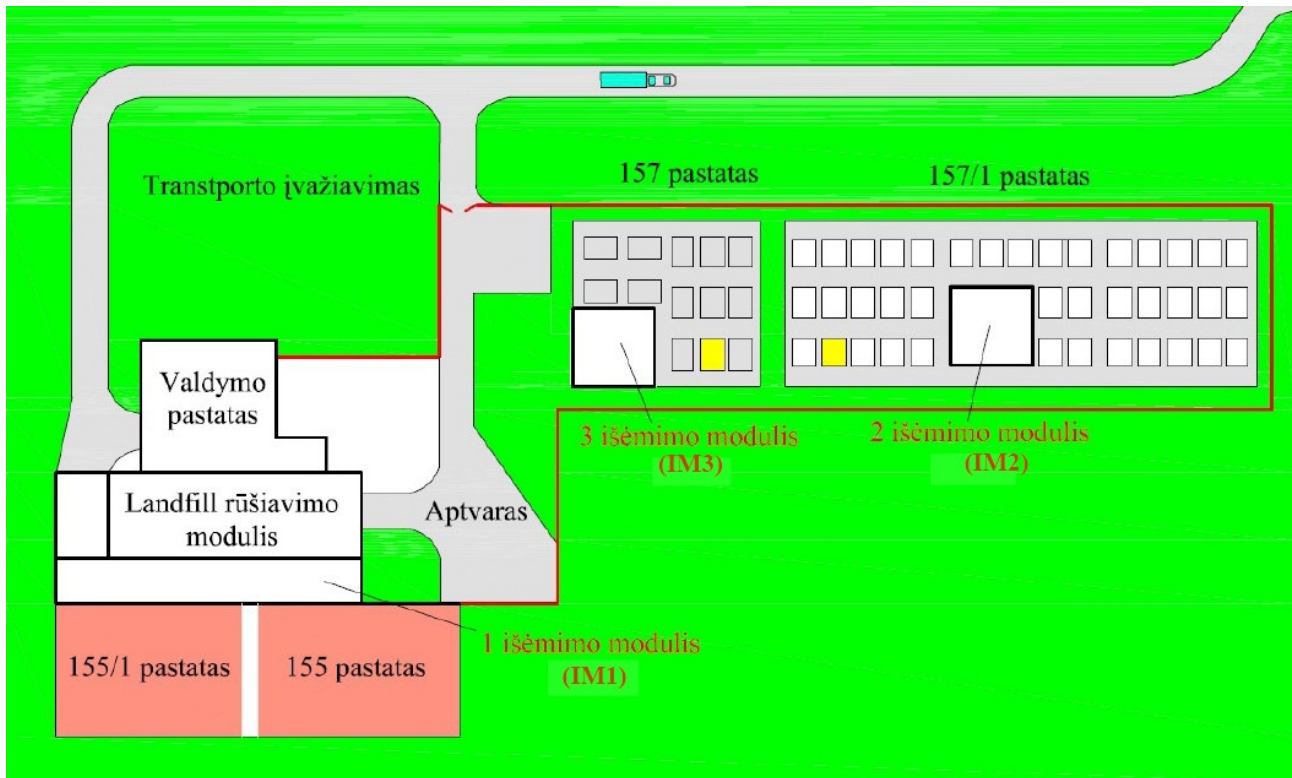 157 pastatas
157/1 pastatas
Transtporto įvažiavimas
Valdymo
pastatas
3 išėmimo modulis
(IM3)
2 išėmimo modulis
(IM2)
Landfill rūšiavimo
modulis
Aptvaras
1 išėmimo modulis
(IM1)
155/1 pastatas
155 pastatas